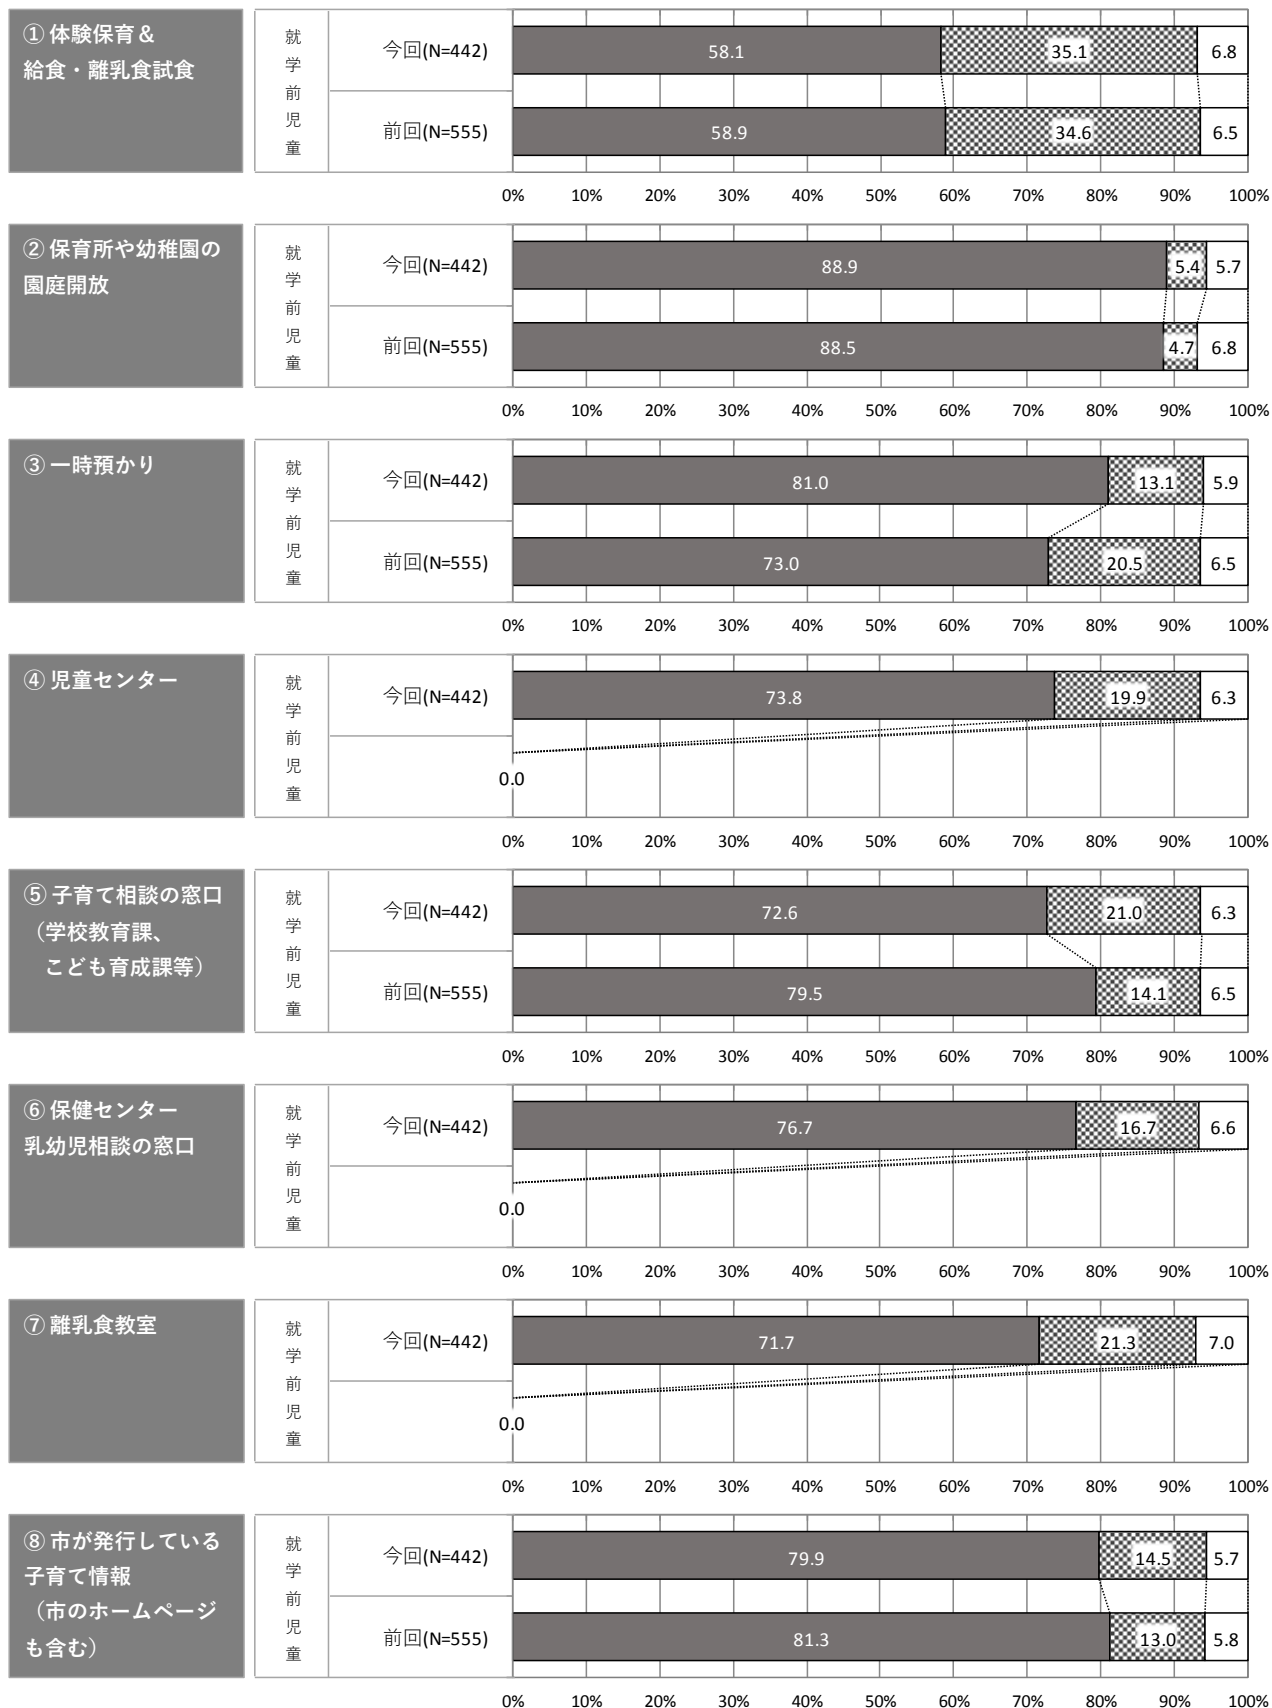 ① 体験保育＆
給食・離乳食試食
就学前児童
今回(N=442)
58.1 35.1 6.8
前回(N=555)
58.9 34.6 6.5
0% 10% 20% 30% 40% 50% 60% 70% 80% 90% 100%
② 保育所や幼稚園の
園庭開放
就学前児童
今回(N=442)
88.9 5.4 5.7
前回(N=555)
88.5 4.7 6.8
0% 10% 20% 30% 40% 50% 60% 70% 80% 90% 100%
③ 一時預かり
就学前児童
今回(N=442)
81.0 13.1 5.9
前回(N=555)
73.0 20.5 6.5
0% 10% 20% 30% 40% 50% 60% 70% 80% 90% 100%
④ 児童センター
就学前児童
今回(N=442)
73.8 19.9 6.3
0.0
0% 10% 20% 30% 40% 50% 60% 70% 80% 90% 100%
⑤ 子育て相談の窓口
（学校教育課、
こども育成課等）
就学前児童
今回(N=442)
72.6 21.0 6.3
前回(N=555)
79.5 14.1 6.5
0% 10% 20% 30% 40% 50% 60% 70% 80% 90% 100%
⑥ 保健センター
乳幼児相談の窓口
就学前児童
今回(N=442)
76.7 16.7 6.6
0.0
0% 10% 20% 30% 40% 50% 60% 70% 80% 90% 100%
⑦ 離乳食教室
就学前児童
今回(N=442)
71.7 21.3 7.0
0.0
0% 10% 20% 30% 40% 50% 60% 70% 80% 90% 100%
⑧ 市が発行している
子育て情報
（市のホームページ
も含む）
就学前児童
今回(N=442)
79.9 14.5 5.7
前回(N=555)
81.3 13.0 5.8
0% 10% 20% 30% 40% 50% 60% 70% 80% 90% 100%